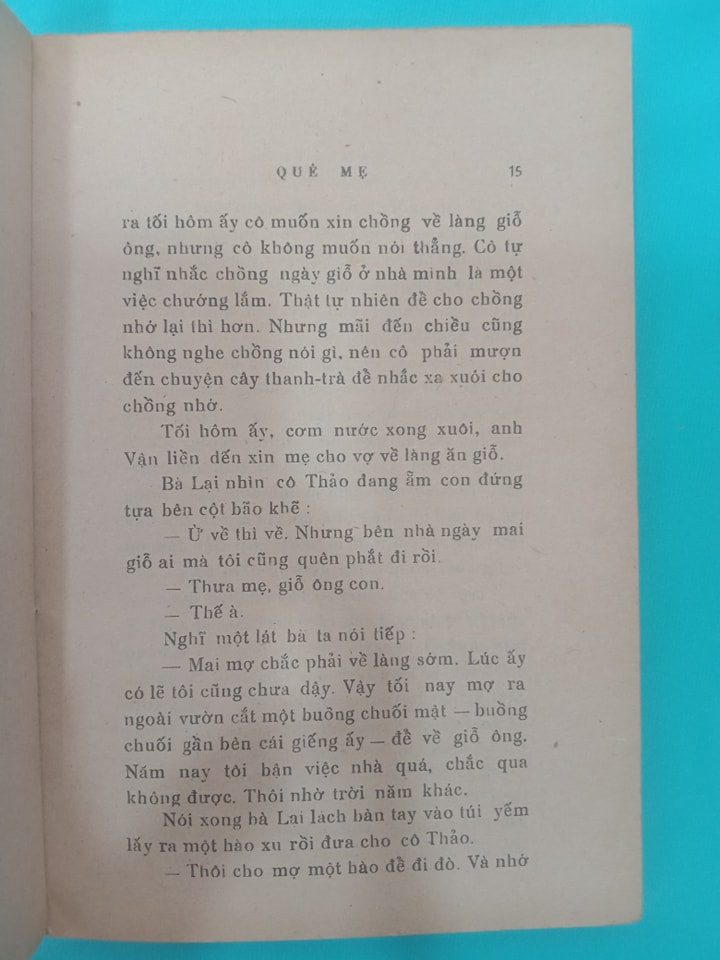 QUÊ MẸ 15
ra tối hôm ấy cô muốn xin chồng về làng giỗ
ông, nhưng cô không muốn nói thẳng. Cô tự
nghĩ nhắc chồng ngày giỗ ở nhà mình là một
việc chướng lắm. Thật tự nhiên để cho chồng
nhớ lại thì hơn. Nhưng mãi đến chiều cũng
không nghe chồng nói gì, nên cô phải mượn
đến chuyện cây thanh-trà để nhắc xa xuôi cho
chồng nhớ.
Tối hôm ấy, cơm nước xong xuôi, anh
Vận liền dến xin mẹ cho vợ về làng ăn giỗ.
Bà Lại nhìn cô Thảo đang ẵm con đứng
tựa bên cột bão khẽ :
— Ừ về thì về. Nhưng bên nhà ngày mai
giỗ ai mà tôi cũng quên phắt đi rồi.
— Thưa mẹ, giỗ ông con.
— Thế à.
Nghĩ một lát bà ta nói tiếp :
— Mai mợ chắc phải về làng sớm. Lúc ấy
có lẽ tôi cũng chưa dậy. Vậy tối nay mợ ra
ngoài vườn cắt một buồng chuối mật — buồng
chuối gần bên cái giếng ấy — để về giỗ ông.
Năm nay tôi bận việc nhà quá, chắc qua
không được. Thôi nhờ trời năm khác.
Nói xong bà Lại lách bàn tay vào túi yếm
lấy ra một hào xu rồi đưa cho cô Thảo.
— Thôi cho mợ một hào để đi đò. Và nhớ